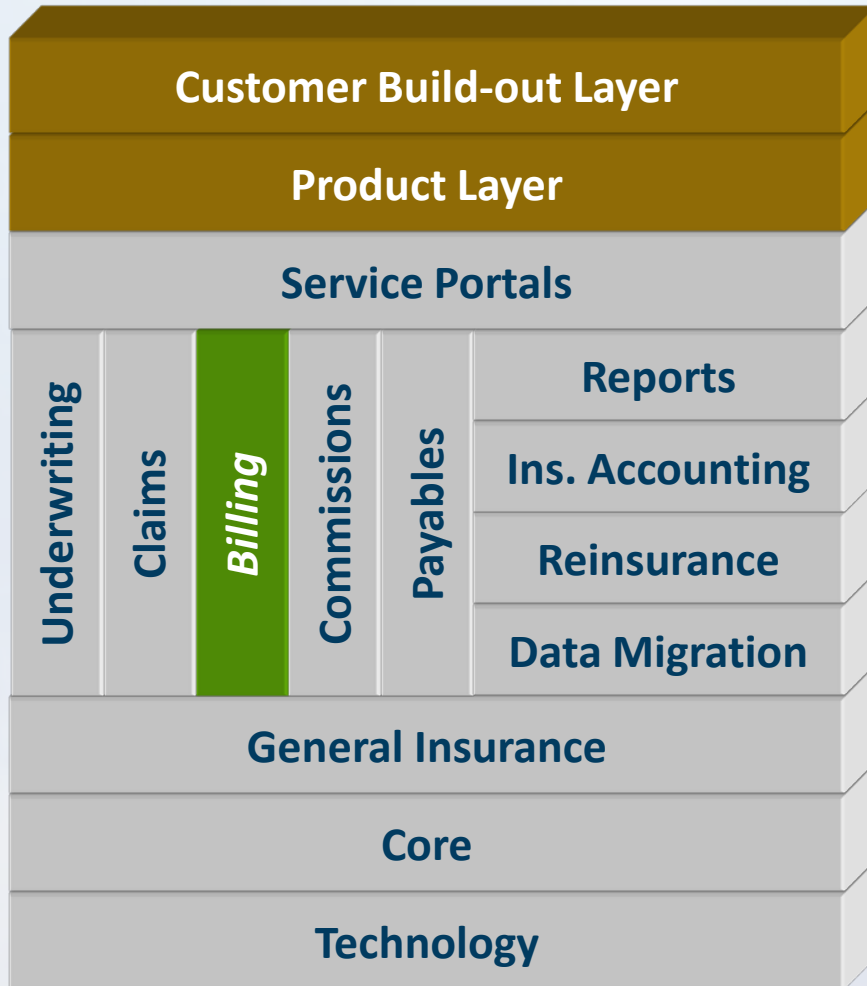 Customer Build-out Layer
Product Layer
Service Portals
Underwriting
Claims
Billing
Commissions
Payables
Reports
Ins. Accounting
Reinsurance
Data Migration
General Insurance
Core
Technology